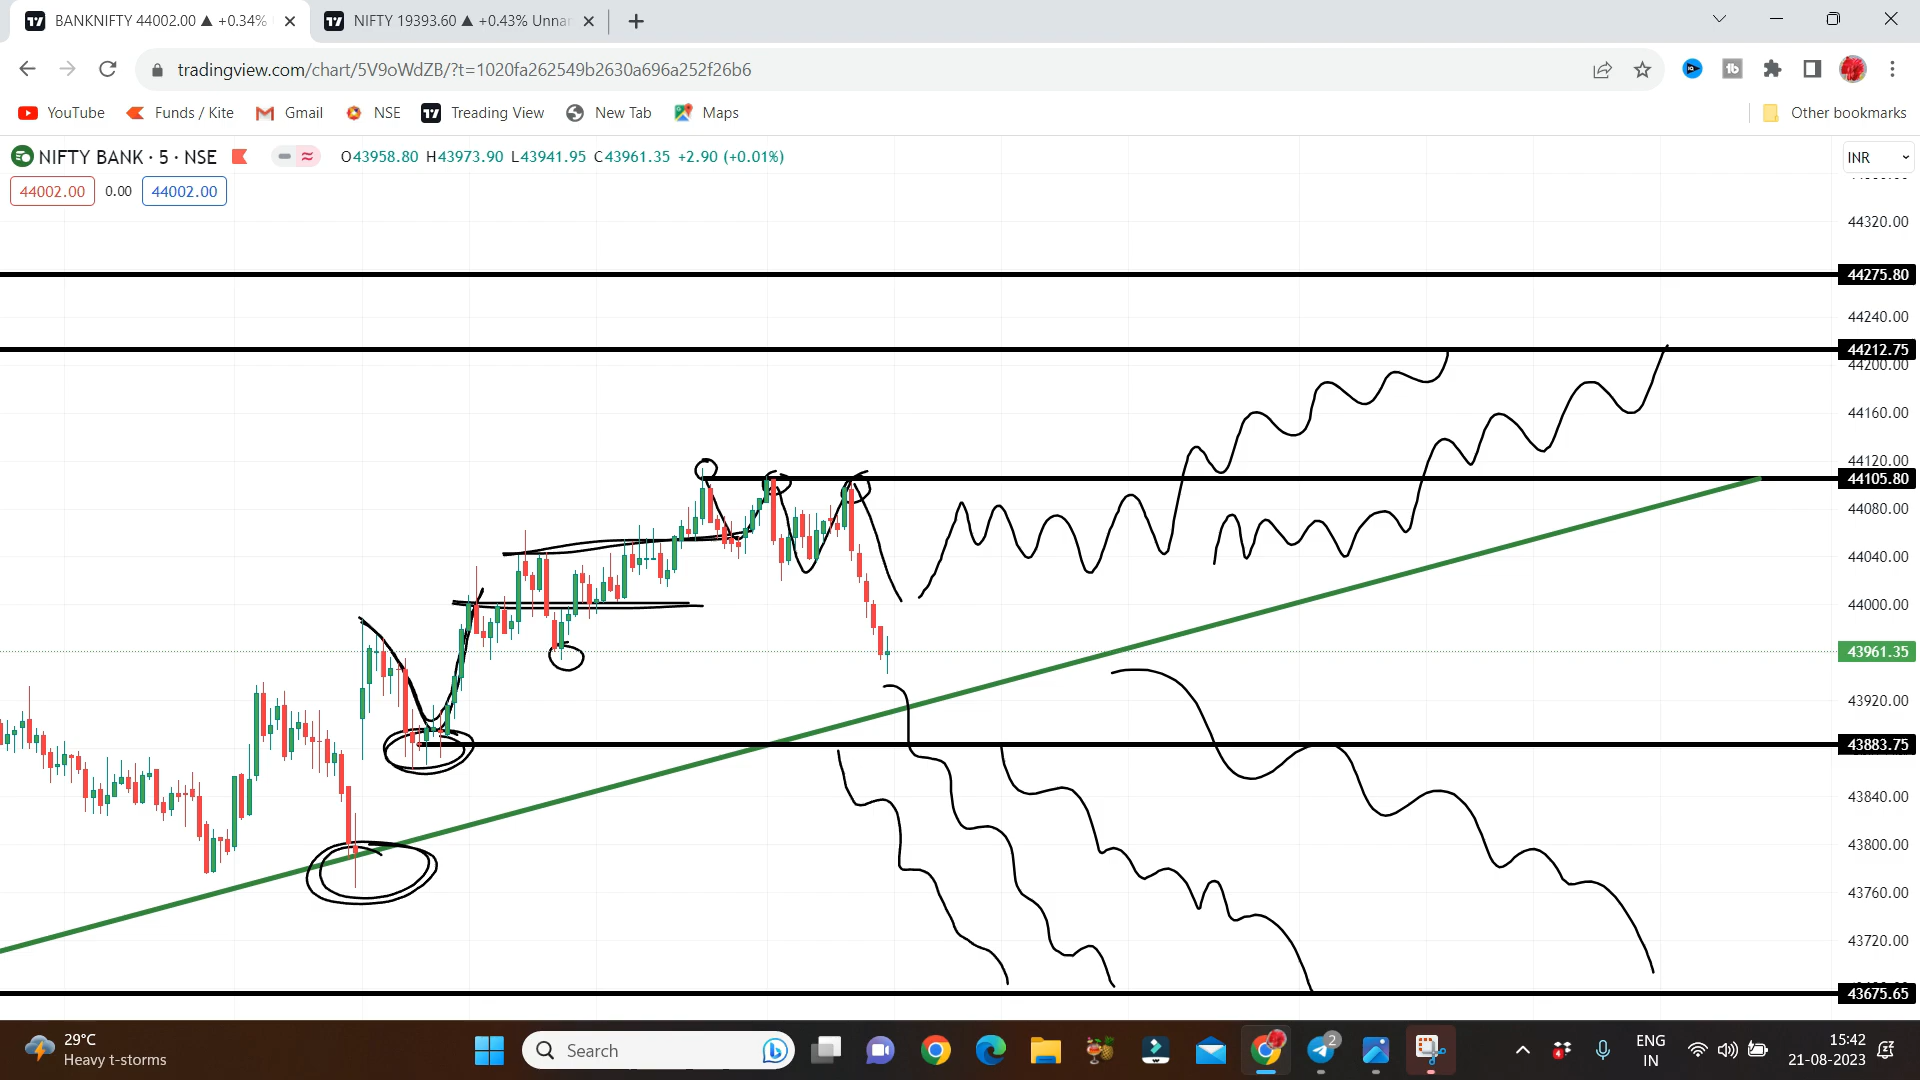 BANKNIFTY 44002.00 ▲ +0.34%
NIFTY 19393.60 ▲ +0.43% Unna
tradingview.com/chart/5V9oWdZB/?t=1020fa262549b2630a696a252f26b6
YouTube Funds / Kite Gmail NSE Treading View New Tab Maps Other bookmarks
NIFTY BANK · 5 · NSE O43958.80 H43973.90 L43941.95 C43961.35 +2.90 (+0.01%) INR
44002.00 0.00 44002.00
44320.00
44275.80
44240.00
44212.75
44200.00
44160.00
44120.00
44105.80
44080.00
44040.00
44000.00
43961.35
43920.00
43883.75
43840.00
43800.00
43760.00
43720.00
43675.65
29°C
Heavy t-storms
Search
2
4
ENG
IN
15:42
21-08-2023